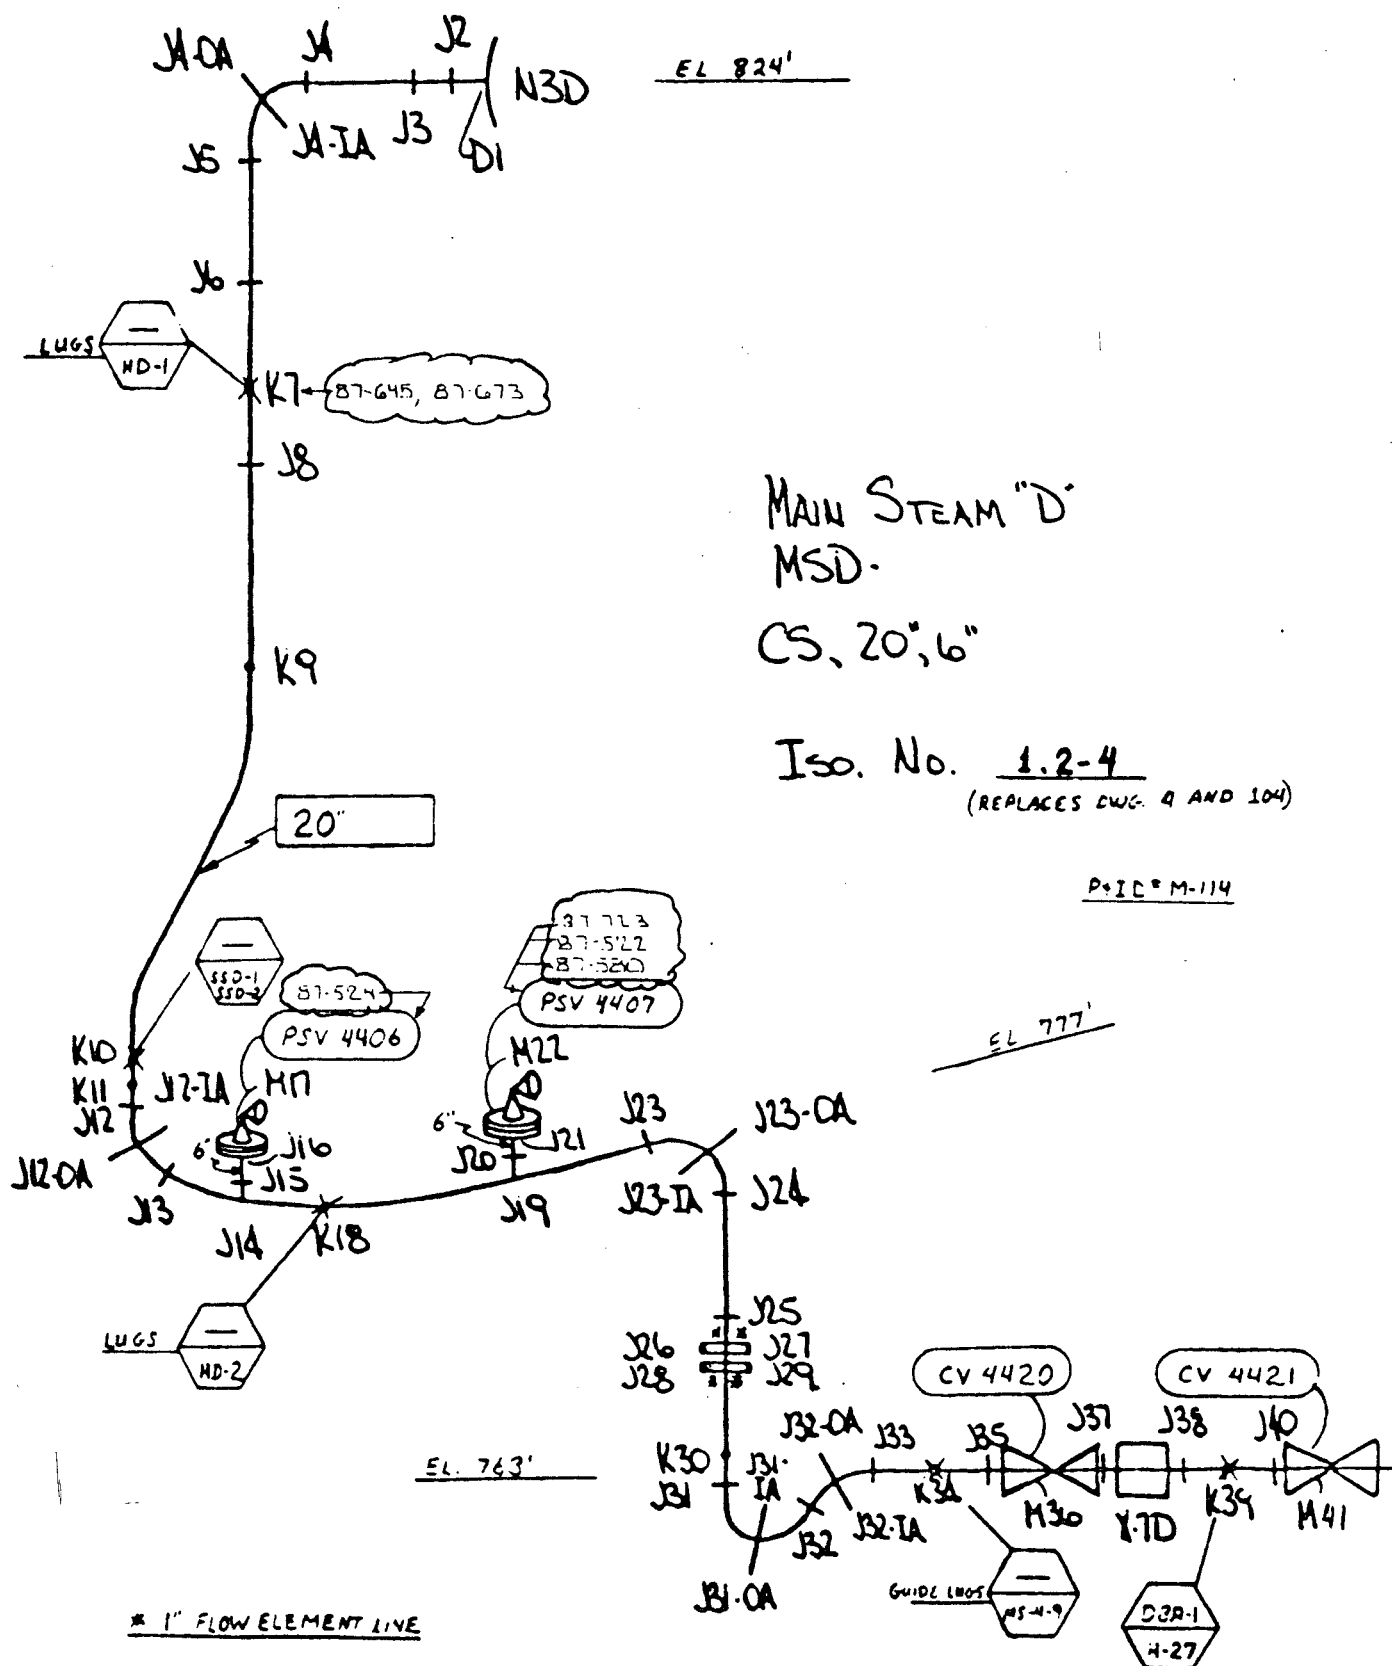 J4-OA
J4
J2
EL 824'
N3D
J4-IA
J3
D1
J5
J6
LUGS
HD-1
K7
87-645, 87-673
J8
MAIN STEAM "D"
MSD-
CS, 20", 6"
K9
Iso. No. 1.2-4
(REPLACES DWG. 9 AND 104)
20"
P&ID# M-114
87-723
87-522
87-520
SSD-1
SSD-2
87-524
PSV 4407
PSV 4406
EL 777'
K10
M22
K11
J12-IA
M17
J12
6"
J23
J23-OA
6"
J16
J20
J21
J12-OA
J15
J23-IA
J24
J13
J19
J14
K18
J25
LUGS
HD-2
J26
J27
J28
J29
CV 4420
CV 4421
J32-OA
J33
J35
J37
J38
J40
EL. 763'
K30
J31-
IA
J31
K34
K39
J32
J32-IA
M36
X-7D
M41
J31-OA
GUIDE LUGS
MS-H-9
DBA-1
H-27
* 1" FLOW ELEMENT LINE